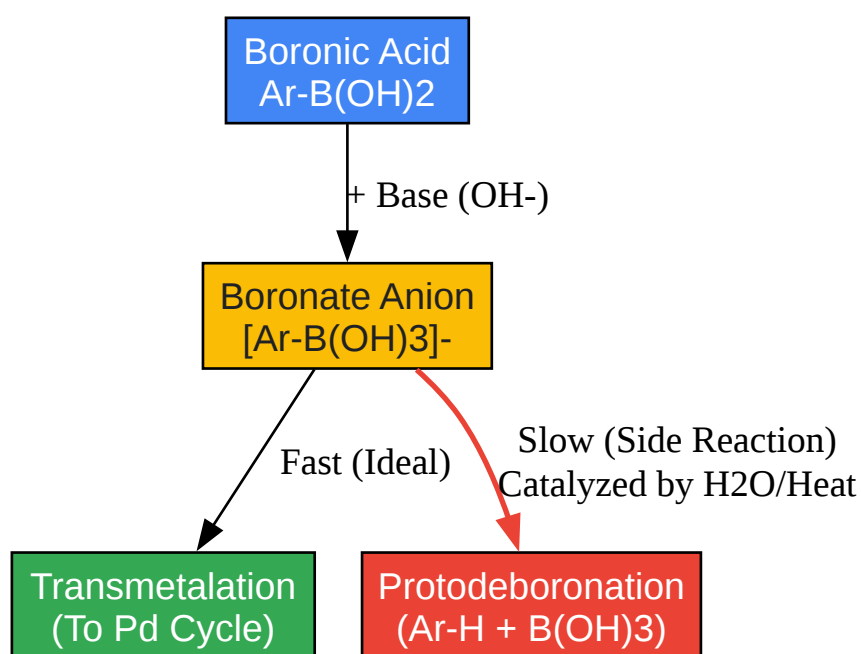 Boronic Acid
Ar-B(OH)2
+ Base (OH-)
Boronate Anion
[Ar-B(OH)3]-
Fast (Ideal)
Slow (Side Reaction)
Catalyzed by H2O/Heat
Transmetalation
(To Pd Cycle)
Protodeboronation
(Ar-H + B(OH)3)